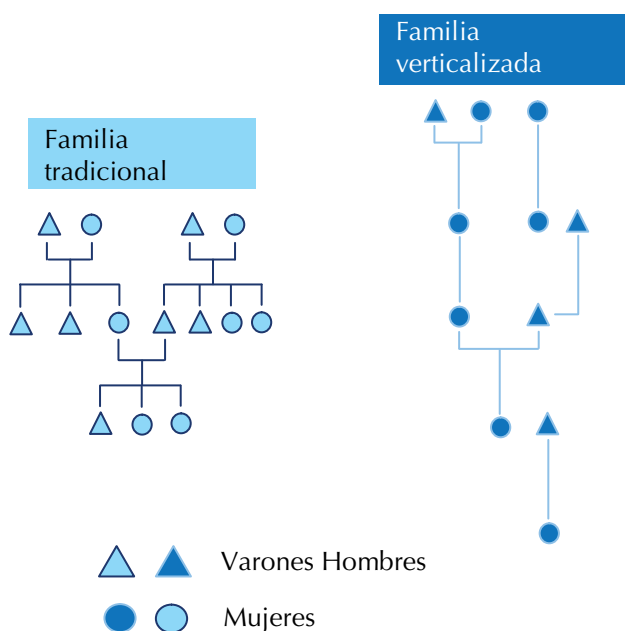 Familia
verticalizada
Familia
tradicional
Varones Hombres
Mujeres